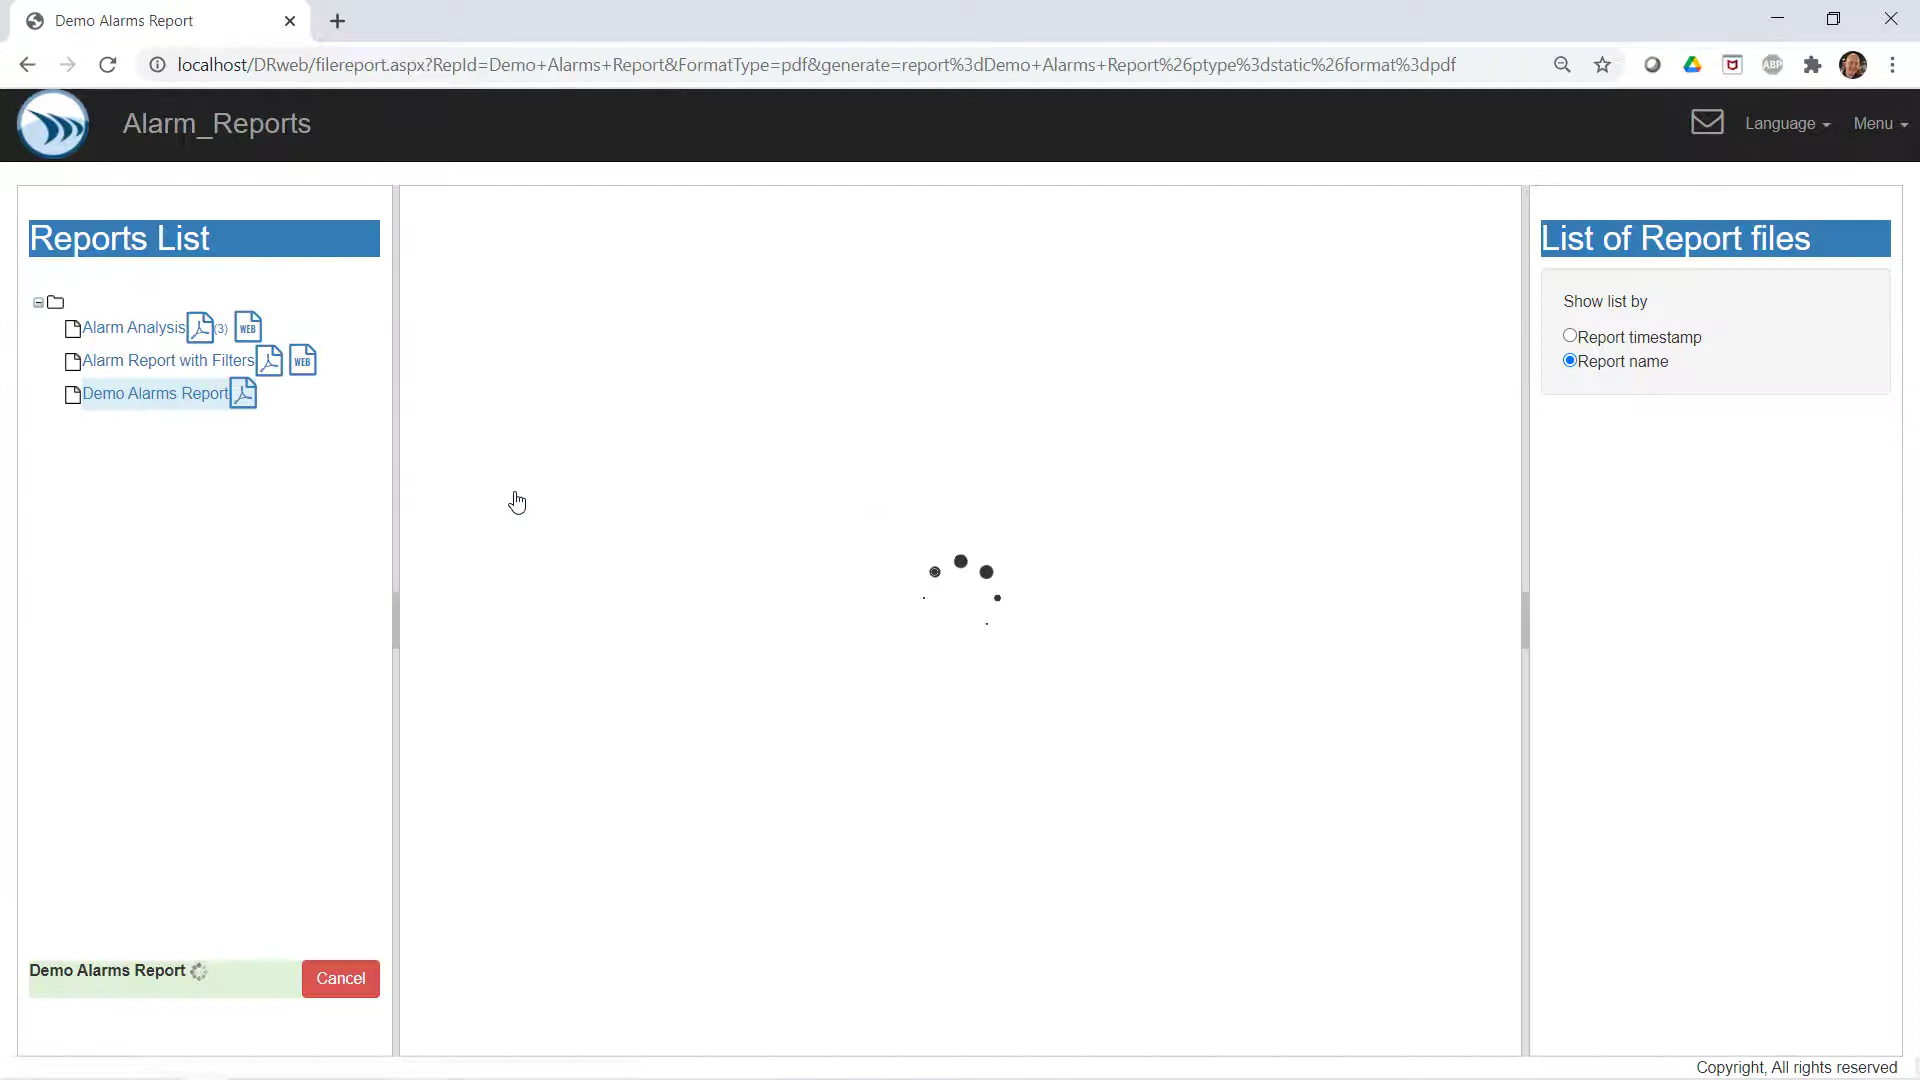 Demo Alarms Report
localhost/DRweb/filereport.aspx?RepId=Demo+Alarms+Report&FormatType=pdf&generate=report%3dDemo+Alarms+Report%26ptype%3dstatic%26format%3dpdf
ABP
Alarm_Reports
Language
Menu
Reports List
Alarm Analysis (3) WEB
Alarm Report with Filters WEB
Demo Alarms Report
Demo Alarms Report
Cancel
List of Report files
Show list by
Report timestamp
Report name
Copyright, All rights reserved